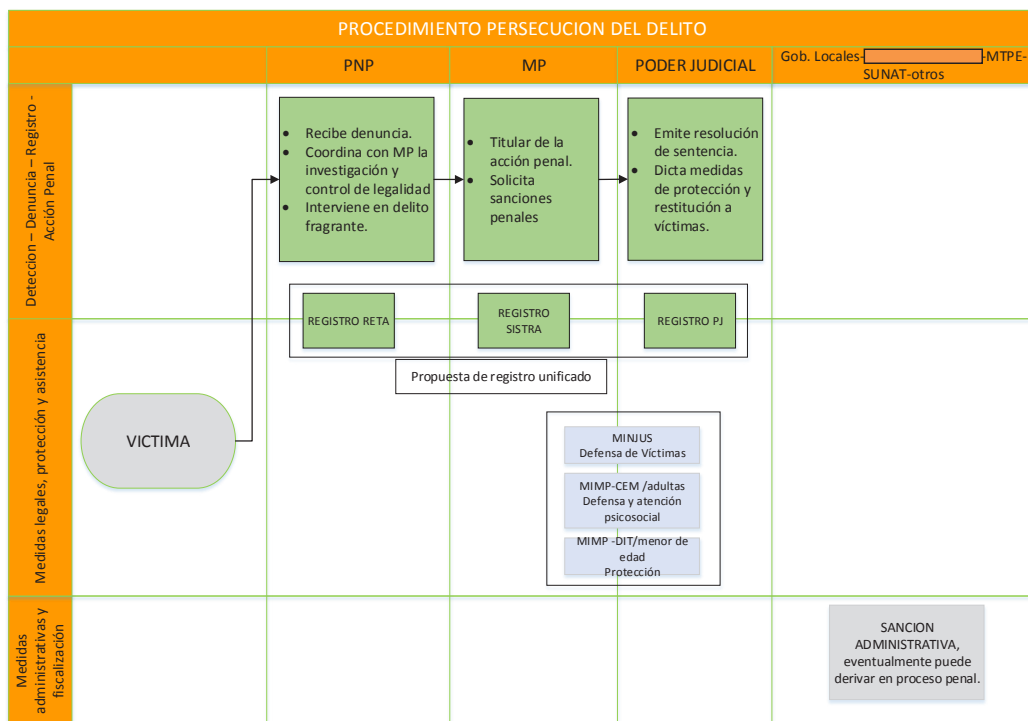 PROCEDIMIENTO PERSECUCION DEL DELITO
PNP
MP
PODER JUDICIAL
Gob. Locales- -MTPE-
SUNAT-otros
Deteccion – Denuncia – Registro -
Acción Penal
• Recibe denuncia.
• Coordina con MP la
investigación y
control de legalidad
• Interviene en delito
fragrante.
• Titular de la
acción penal.
• Solicita
sanciones
penales
• Emite resolución
de sentencia.
• Dicta medidas
de protección y
restitución a
víctimas.
REGISTRO RETA
REGISTRO
SISTRA
REGISTRO PJ
Propuesta de registro unificado
Medidas legales, protección y asistencia
VICTIMA
MINJUS
Defensa de Víctimas
MIMP-CEM /adultas
Defensa y atención
psicosocial
MIMP -DIT/menor de
edad
Protección
Medidas
administrativas y
fiscalización
SANCION
ADMINISTRATIVA,
eventualmente puede
derivar en proceso penal.